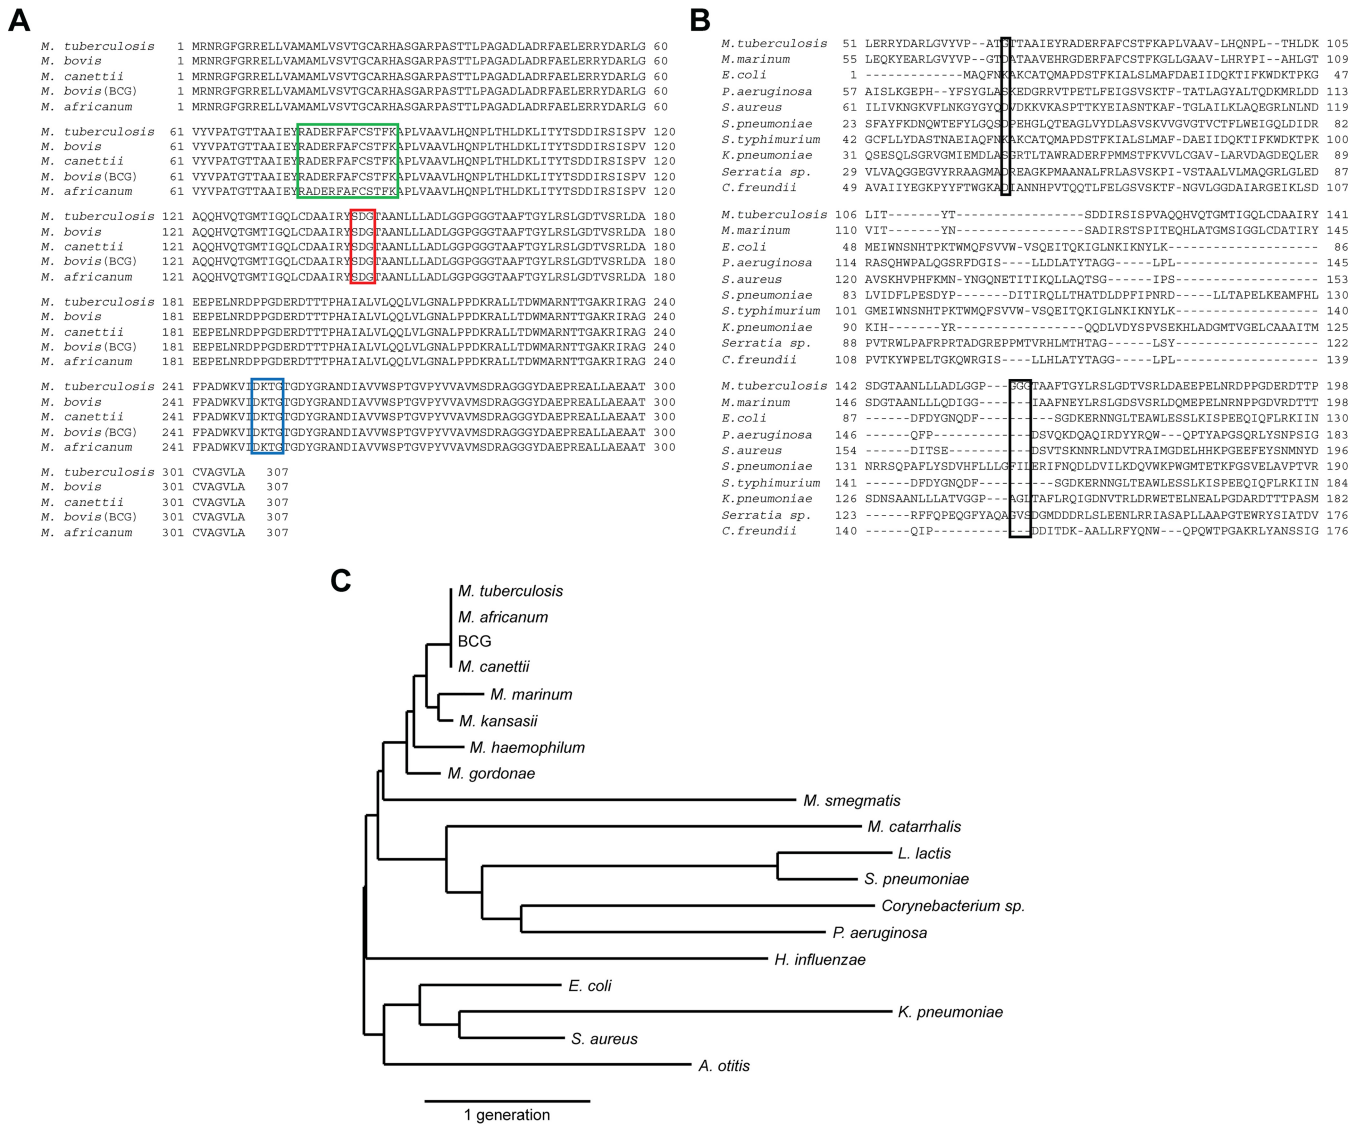 A
M. tuberculosis 1 MRNRGFGRRELLVAMAMLVSVTGCARHASGARPASTTLPAGADLADRFAELERRYDARLG 60
M. bovis 1 MRNRGFGRRELLVAMAMLVSVTGCARHASGARPASTTLPAGADLADRFAELERRYDARLG 60
M. canettii 1 MRNRGFGRRELLVAMAMLVSVTGCARHASGARPASTTLPAGADLADRFAELERRYDARLG 60
M. bovis(BCG) 1 MRNRGFGRRELLVAMAMLVSVTGCARHASGARPASTTLPAGADLADRFAELERRYDARLG 60
M. africanum 1 MRNRGFGRRELLVAMAMLVSVTGCARHASGARPASTTLPAGADLADRFAELERRYDARLG 60
M. tuberculosis 61 VYVPATGTTAAIEYRADERFAFCSTFKAPLVAAVLHQNPLTHLDKLITYTSDDIRSISPV 120
M. bovis 61 VYVPATGTTAAIEYRADERFAFCSTFKAPLVAAVLHQNPLTHLDKLITYTSDDIRSISPV 120
M. canettii 61 VYVPATGTTAAIEYRADERFAFCSTFKAPLVAAVLHQNPLTHLDKLITYTSDDIRSISPV 120
M. bovis(BCG) 61 VYVPATGTTAAIEYRADERFAFCSTFKAPLVAAVLHQNPLTHLDKLITYTSDDIRSISPV 120
M. africanum 61 VYVPATGTTAAIEYRADERFAFCSTFKAPLVAAVLHQNPLTHLDKLITYTSDDIRSISPV 120
M. tuberculosis 121 AQQHVQTGMTIGQLCDAAIRYSDGTAANLLLADLGGPGGGTAAFTGYLRSLGDTVSRLDA 180
M. bovis 121 AQQHVQTGMTIGQLCDAAIRYSDGTAANLLLADLGGPGGGTAAFTGYLRSLGDTVSRLDA 180
M. canettii 121 AQQHVQTGMTIGQLCDAAIRYSDGTAANLLLADLGGPGGGTAAFTGYLRSLGDTVSRLDA 180
M. bovis(BCG) 121 AQQHVQTGMTIGQLCDAAIRYSDGTAANLLLADLGGPGGGTAAFTGYLRSLGDTVSRLDA 180
M. africanum 121 AQQHVQTGMTIGQLCDAAIRYSDGTAANLLLADLGGPGGGTAAFTGYLRSLGDTVSRLDA 180
M. tuberculosis 181 EEPELNRDPPGDERDTTTPHAIALVLQQLVLGNALPPDKRALLTDWMARNTTGAKRIRAG 240
M. bovis 181 EEPELNRDPPGDERDTTTPHAIALVLQQLVLGNALPPDKRALLTDWMARNTTGAKRIRAG 240
M. canettii 181 EEPELNRDPPGDERDTTTPHAIALVLQQLVLGNALPPDKRALLTDWMARNTTGAKRIRAG 240
M. bovis(BCG) 181 EEPELNRDPPGDERDTTTPHAIALVLQQLVLGNALPPDKRALLTDWMARNTTGAKRIRAG 240
M. africanum 181 EEPELNRDPPGDERDTTTPHAIALVLQQLVLGNALPPDKRALLTDWMARNTTGAKRIRAG 240
M. tuberculosis 241 FPADWKVIDKTGTGDYGRANDIAVVWSPTGVPYVVAVMSDRAGGGYDAEPREALLAEAAT 300
M. bovis 241 FPADWKVIDKTGTGDYGRANDIAVVWSPTGVPYVVAVMSDRAGGGYDAEPREALLAEAAT 300
M. canettii 241 FPADWKVIDKTGTGDYGRANDIAVVWSPTGVPYVVAVMSDRAGGGYDAEPREALLAEAAT 300
M. bovis(BCG) 241 FPADWKVIDKTGTGDYGRANDIAVVWSPTGVPYVVAVMSDRAGGGYDAEPREALLAEAAT 300
M. africanum 241 FPADWKVIDKTGTGDYGRANDIAVVWSPTGVPYVVAVMSDRAGGGYDAEPREALLAEAAT 300
M. tuberculosis 301 CVAGVLA 307
M. bovis 301 CVAGVLA 307
M. canettii 301 CVAGVLA 307
M. bovis(BCG) 301 CVAGVLA 307
M. africanum 301 CVAGVLA 307
B
M.tuberculosis 51 LERRYDARLGVYVP--ATGTTAAIEYRADERFAFCSTFKAPLVAAV-LHQNPL--THLDK 105
M.marinum 55 LEQKYEARLGVYVP--GTDATAAVEHRGDERFAFCSTFKGLLGAAV-LHRYPI--AHLGT 109
E.coli 1 -------------MAQFNKAKCATQMAPDSTFKIALSLMAFDAEIIDQKTIFKWDKTPKG 47
P.aeruginosa 57 AISLKGEPH--YFSYGLASKEDGRRVTPETLFEIGSVSKTF-TATLAGYALTQDKMRLDD 113
S.aureus 61 ILIVKNGKVFLNKGYGYQDVDKKVKASPTTKYEIASNTKAF-TGLAILKLAQEGRLNLND 119
S.pneumoniae 23 SFAYFKDNQWTEFYLGQSDPEHGLQTEAGLVYDLASVSKVVGVGTVCTFLWEIGQLDIDR 82
S.typhimurium 42 GCFLLYDASTNAEIAQFNKAKCATQMAPDSTFKIALSLMAFDAEIIDQKTIFKWDKTPK 100
K.pneumoniae 31 QSESQLSGRVGMIEMDLASGRTLTAWRADERFPMMSTFKVVLCGAV-LARVDAGDEQLER 89
Serratia sp. 29 VLVAQGGEGVYRRAAGMADREAGKPMAANALFRLSSVSKP-IVSTAALVLMAQGRLGLED 87
C.freundii 49 AVAIIYEGKPYYFTWGKADIANNHPVTQQTLFELGSVSKTF-NGVLGGDAIARGEIKLSD 107
M.tuberculosis 106 LIT-------YT-----------------SDDIRSISPVAQQHVQTGMTIGQLCDAAIRY 141
M.marinum 110 VIT-------YT-----------------SADIRSTSPITEQHLATGMSIGGLCDATIRY 145
E.coli 48 MEIWNSNHTPKTWMQFSVVW-VSQEITQKIGLNKIKNYLK-------------------- 86
P.aeruginosa 114 RASQHWPALQGSRFDGIS----LLDLATYTAG------LPL------------------- 145
S.aureus 120 AVSKHVPHFKMN-YNGQNETITIKQLLAQTSG------IPS------------------- 153
S.pneumoniae 83 LVIDFLPESDYP------DITIRQLLTHATDLDPFIPNRD------LLTAPELKEAMFHL 130
S.typhimurium 101 GMEIWNSNHTPKTWMQFSVVW-VSQEITQKIGLNKIKNYLK------------------- 140
K.pneumoniae 90 KIH-------YR-----------------QQDLVDYSPVSEKHLADGMTVGELCAAAITM 125
Serratia sp. 88 PVTRWLPEFRPRTADGREPPMTVRHLMTHTAG------LSY------------------- 122
C.freundii 108 PVTKYWPELTGKQWRGIS----LLHLATYTAGG-----LPL------------------- 139
M.tuberculosis 142 SDGTAANLLLADLGGP---GGGTAAFTGYLRSLGDTVSRLDAEEPELNRDPPGDERDTTP 198
M.marinum 146 SDGTAANLLLQDIGG-------IAAFNEYLRSLGDSVSRLDQMEPELNRNPPGDVRDTTT 198
E.coli 87 ------DFDYGNQDF----------SGDKERNNGLTEAWLESSLKISPEEQIQFLRKIIN 130
P.aeruginosa 146 ------QFP-------------DSVQKDQAQIRDYYRQW---QPTYAPGSQRLYSNPSIG 183
S.aureus 154 ------DITSE-----------DSVTSKNDRLNDVTRAIMGDELHHKPGEEFEYSNMNYD 196
S.pneumoniae 131 NRRSQPAFLYSDVHFLLLGFILERIFNQDLDVILKDQVWKPWGMTETKFGSVELAVPTVR 190
S.typhimurium 141 ------DFDYGNQDF----------SGDKERNNGLTEAWLESSLKISPEEQIQFLRKIIN 184
K.pneumoniae 126 SDNSAANLLLATVGGP---AGLTAFLRQIGDNVTRLDRWETELNEALPGDARDTTTPASM 182
Serratia sp. 123 ------RFFQPEQGFYAQAGVSDGMDDDRLSLEENLRRIASAPLLAAPGTEWRYSIATDV 176
C.freundii 140 ------QIP-------------DDITDK-AALLRFYQNW---QPQWTPGAKRLYANSSIG 175
C
M. tuberculosis
M. africanum
BCG
M. canettii
M. marinum
M. kansasii
M. haemophilum
M. gordonae
M. smegmatis
M. catarrhalis
L. lactis
S. pneumoniae
Corynebacterium sp.
P. aeruginosa
H. influenzae
E. coli
K. pneumoniae
S. aureus
A. otitis
1 generation